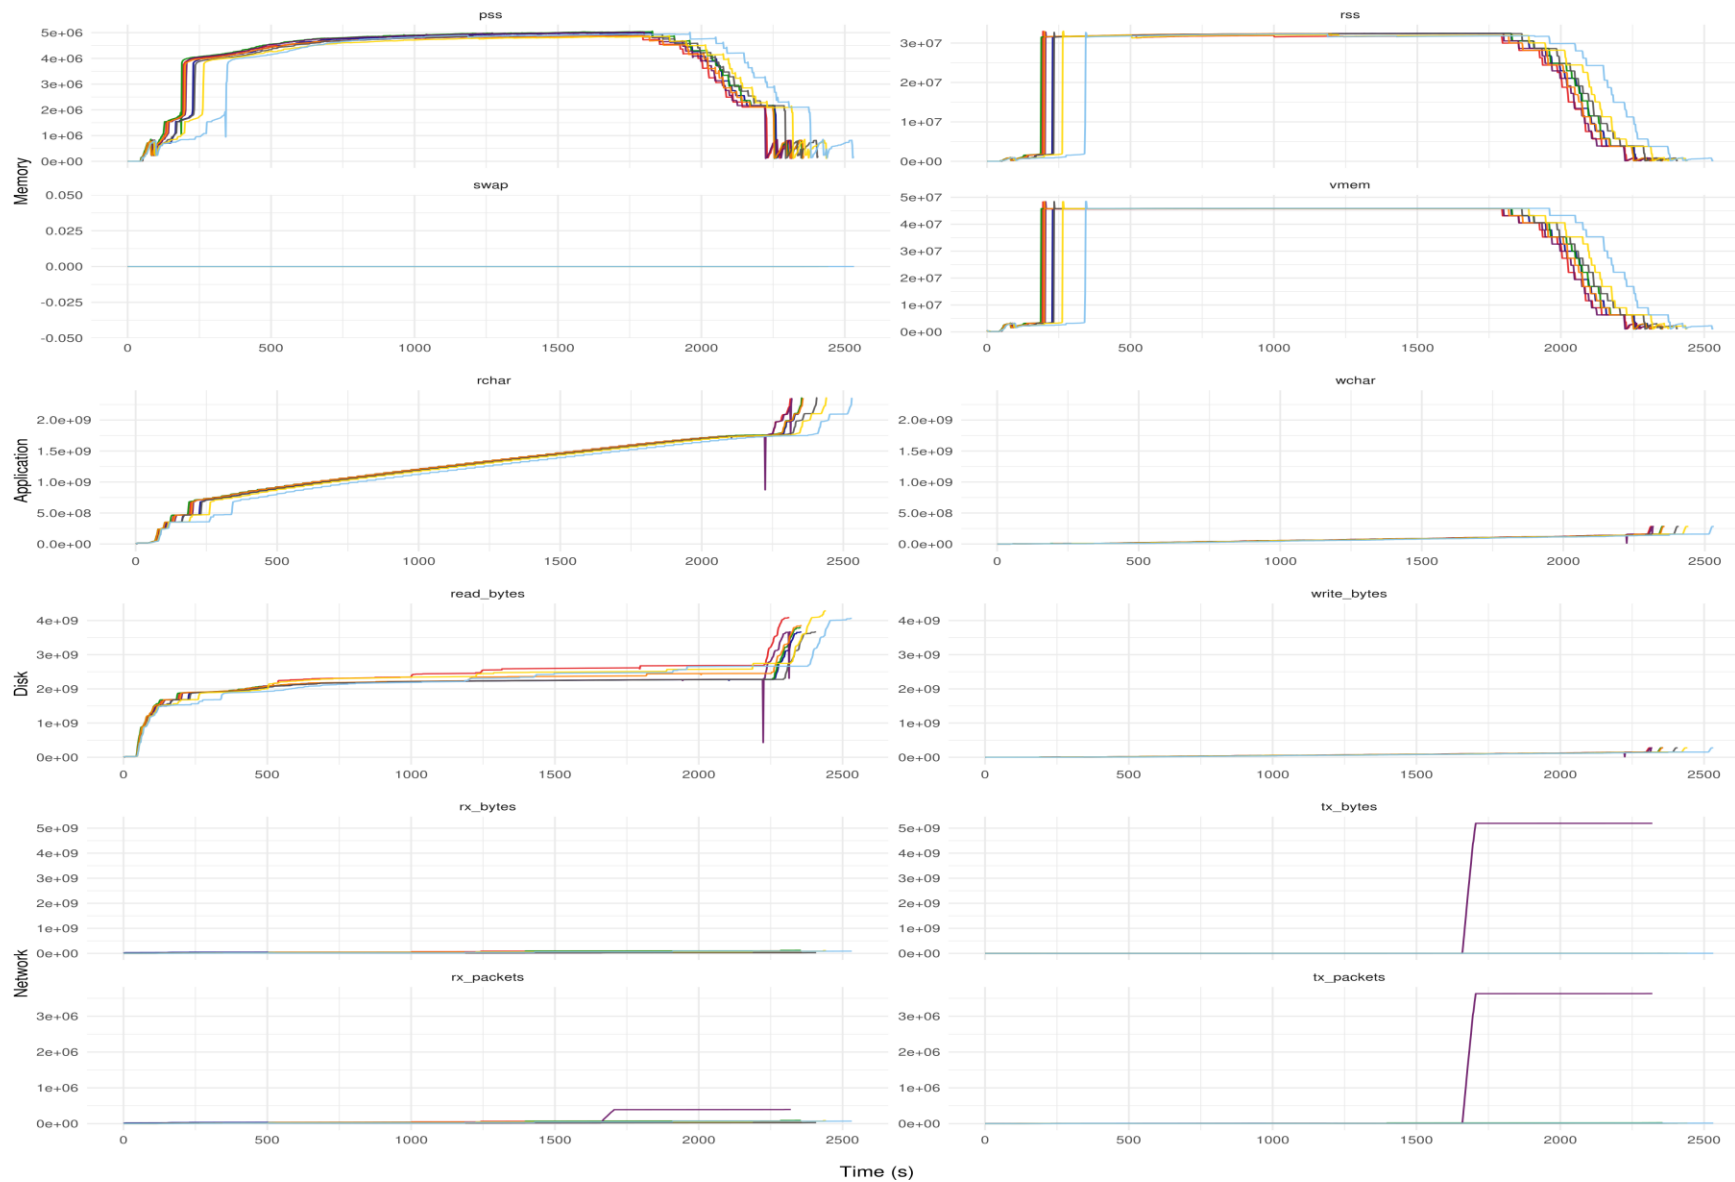 pss
rss
5e+06
4e+06
3e+06
2e+06
1e+06
0e+00
3e+07
2e+07
1e+07
0e+00
Memory
swap
vmem
0.050
0.025
0.000
-0.025
-0.050
5e+07
4e+07
3e+07
2e+07
1e+07
0e+00
0 500 1000 1500 2000 2500
0 500 1000 1500 2000 2500
rchar
wchar
Application
2.0e+09
1.5e+09
1.0e+09
5.0e+08
0.0e+00
2.0e+09
1.5e+09
1.0e+09
5.0e+08
0.0e+00
0 500 1000 1500 2000 2500
0 500 1000 1500 2000 2500
read_bytes
write_bytes
Disk
4e+09
3e+09
2e+09
1e+09
0e+00
4e+09
3e+09
2e+09
1e+09
0e+00
0 500 1000 1500 2000 2500
0 500 1000 1500 2000 2500
rx_bytes
tx_bytes
5e+09
4e+09
3e+09
2e+09
1e+09
0e+00
5e+09
4e+09
3e+09
2e+09
1e+09
0e+00
Network
rx_packets
tx_packets
3e+06
2e+06
1e+06
0e+00
3e+06
2e+06
1e+06
0e+00
0 500 1000 1500 2000 2500
0 500 1000 1500 2000 2500
Time (s)